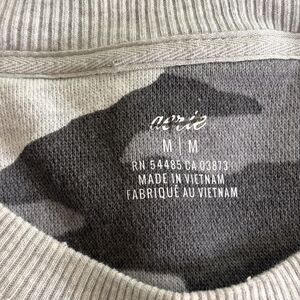 aerie
M | M
RN 54485 CA 03873
MADE IN VIETNAM
FABRIQUÉ AU VIETNAM